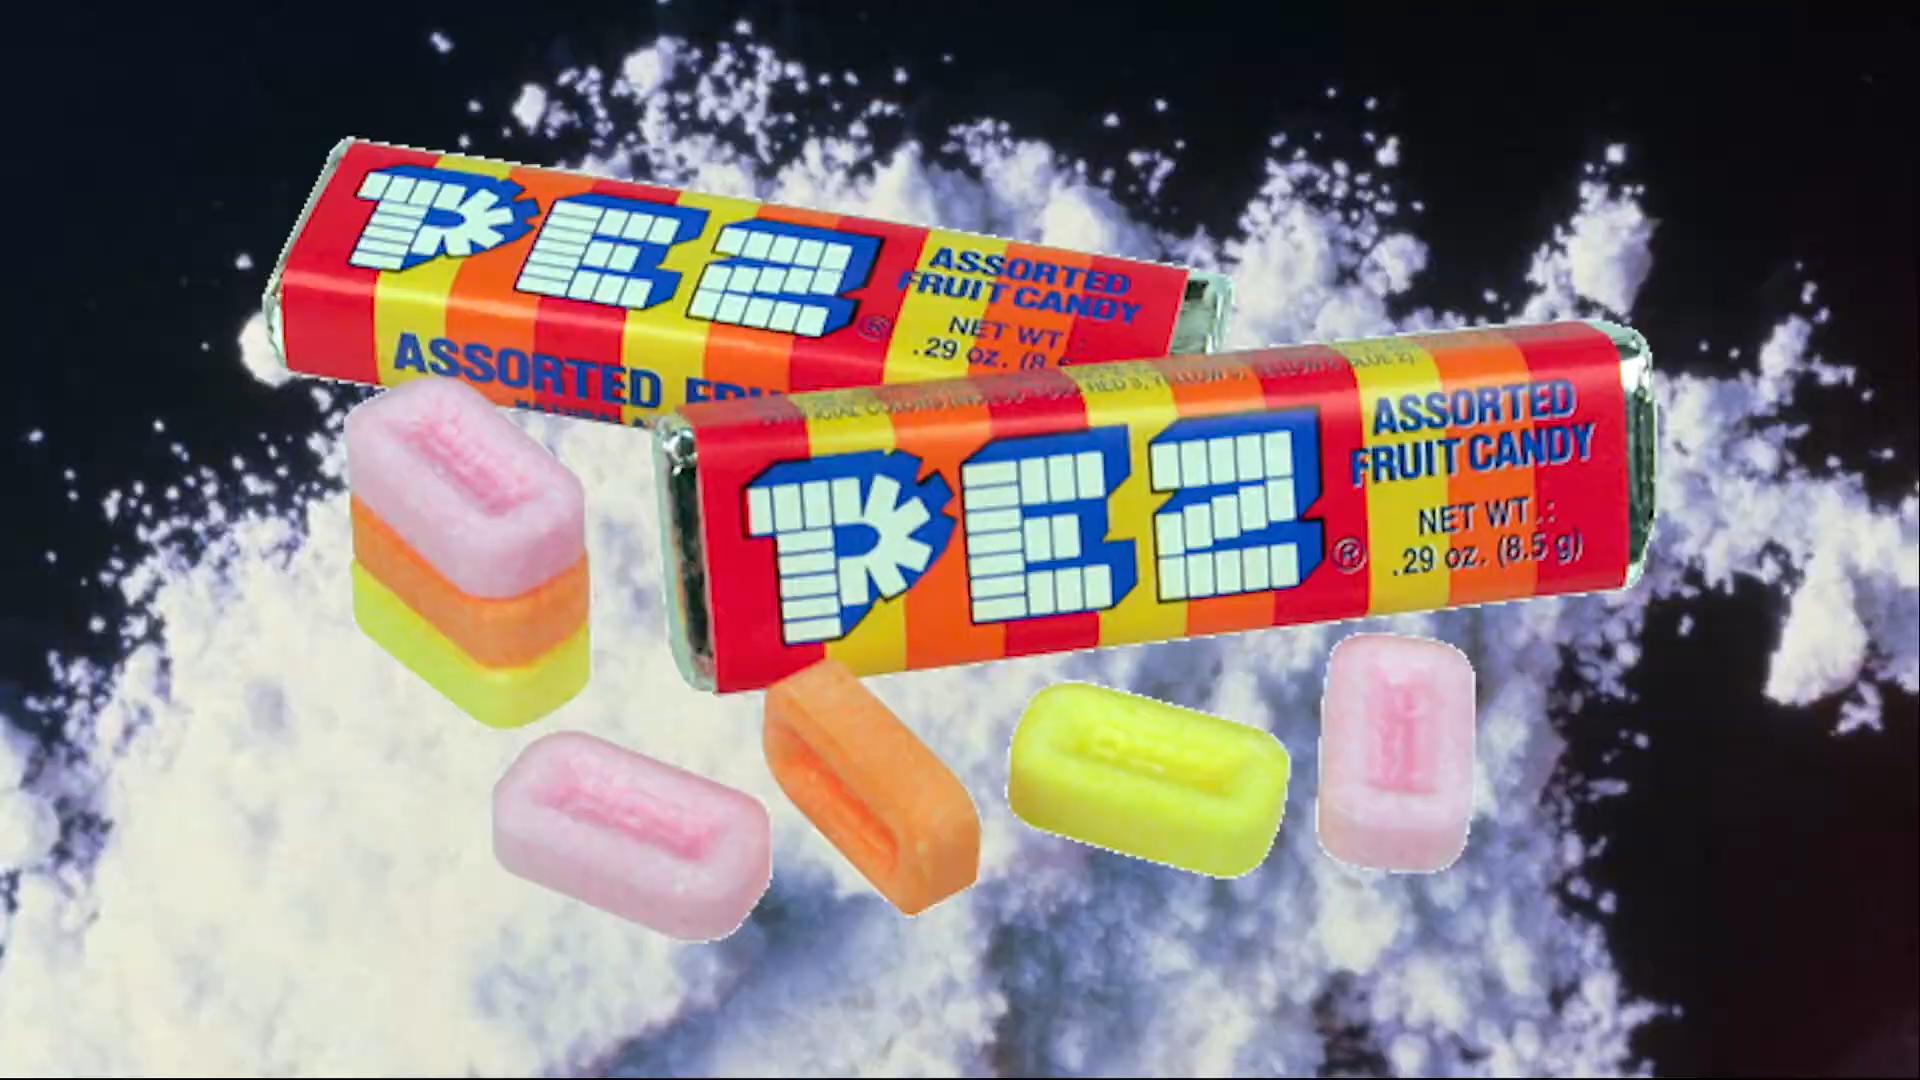 PEZ®
ASSORTED
FRUIT CANDY
NET WT.:
.29 oz. (8.5
ASSORTED FRU
PEZ®
ASSORTED
FRUIT CANDY
NET WT.:
.29 oz. (8.5 g)